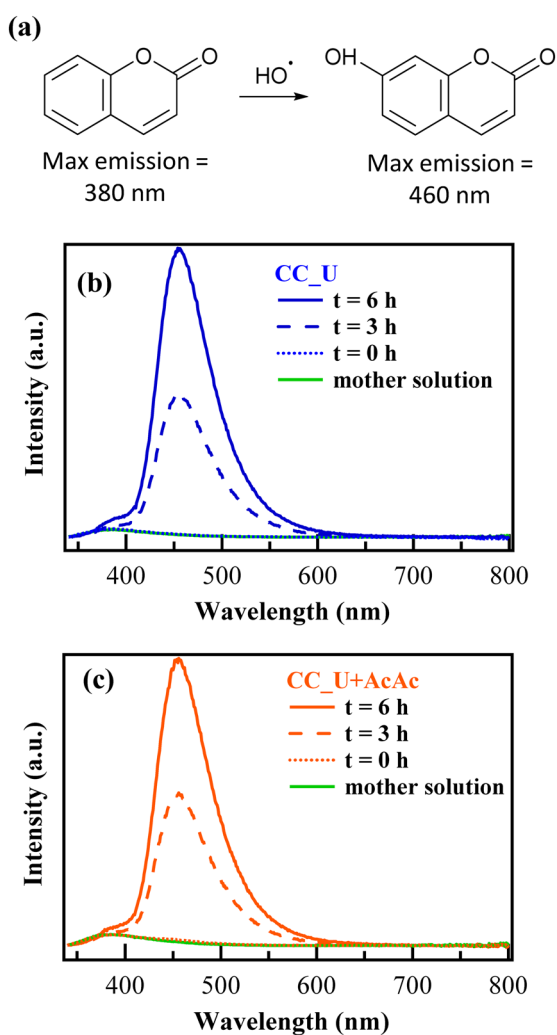 (a)
O
O
HO•
OH
O
O
Max emission =
380 nm
Max emission =
460 nm
(b)
CC_U
t = 6 h
t = 3 h
t = 0 h
mother solution
Intensity (a.u.)
400
500
600
700
800
Wavelength (nm)
(c)
CC_U+AcAc
t = 6 h
t = 3 h
t = 0 h
mother solution
Intensity (a.u.)
400
500
600
700
800
Wavelength (nm)